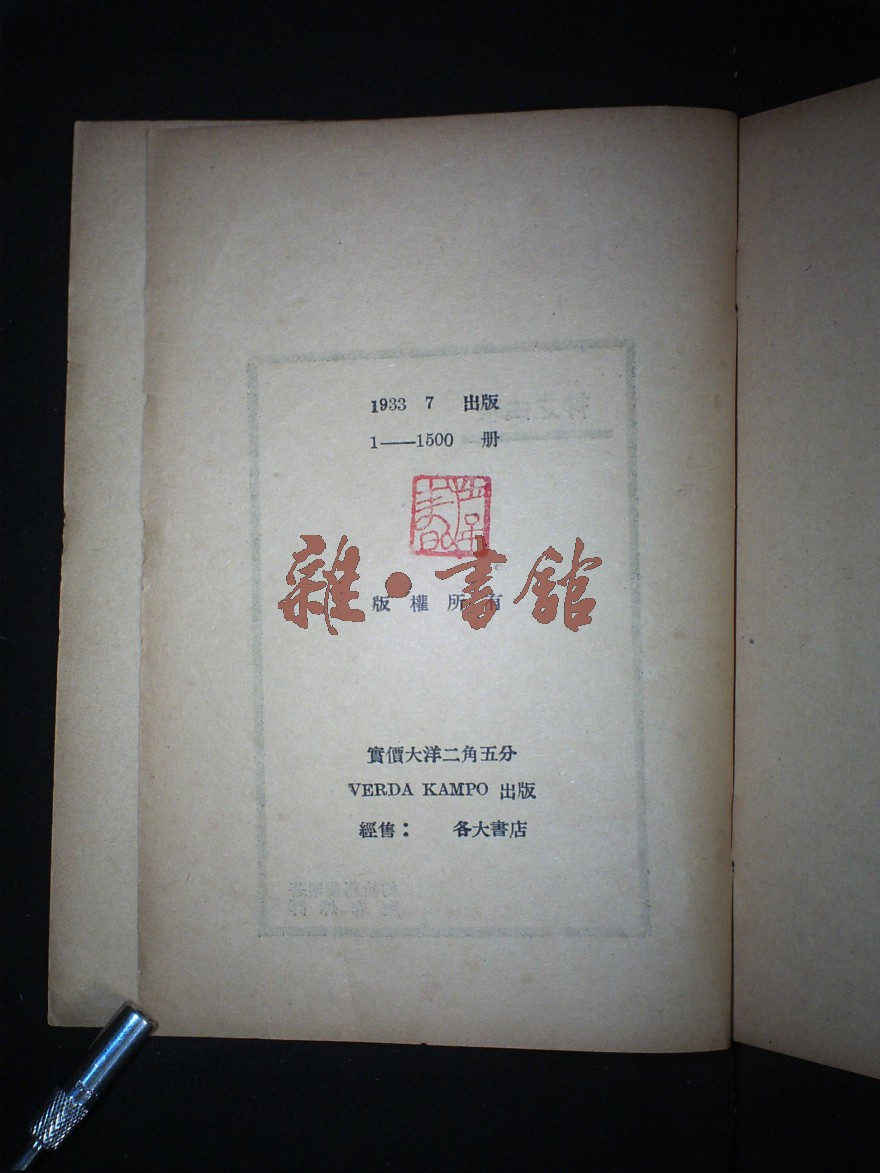 1933 7 出版
1——1500 册
雜·書館
版權所有
實價大洋二角五分
VERDA KAMPO 出版
經售： 各大書店